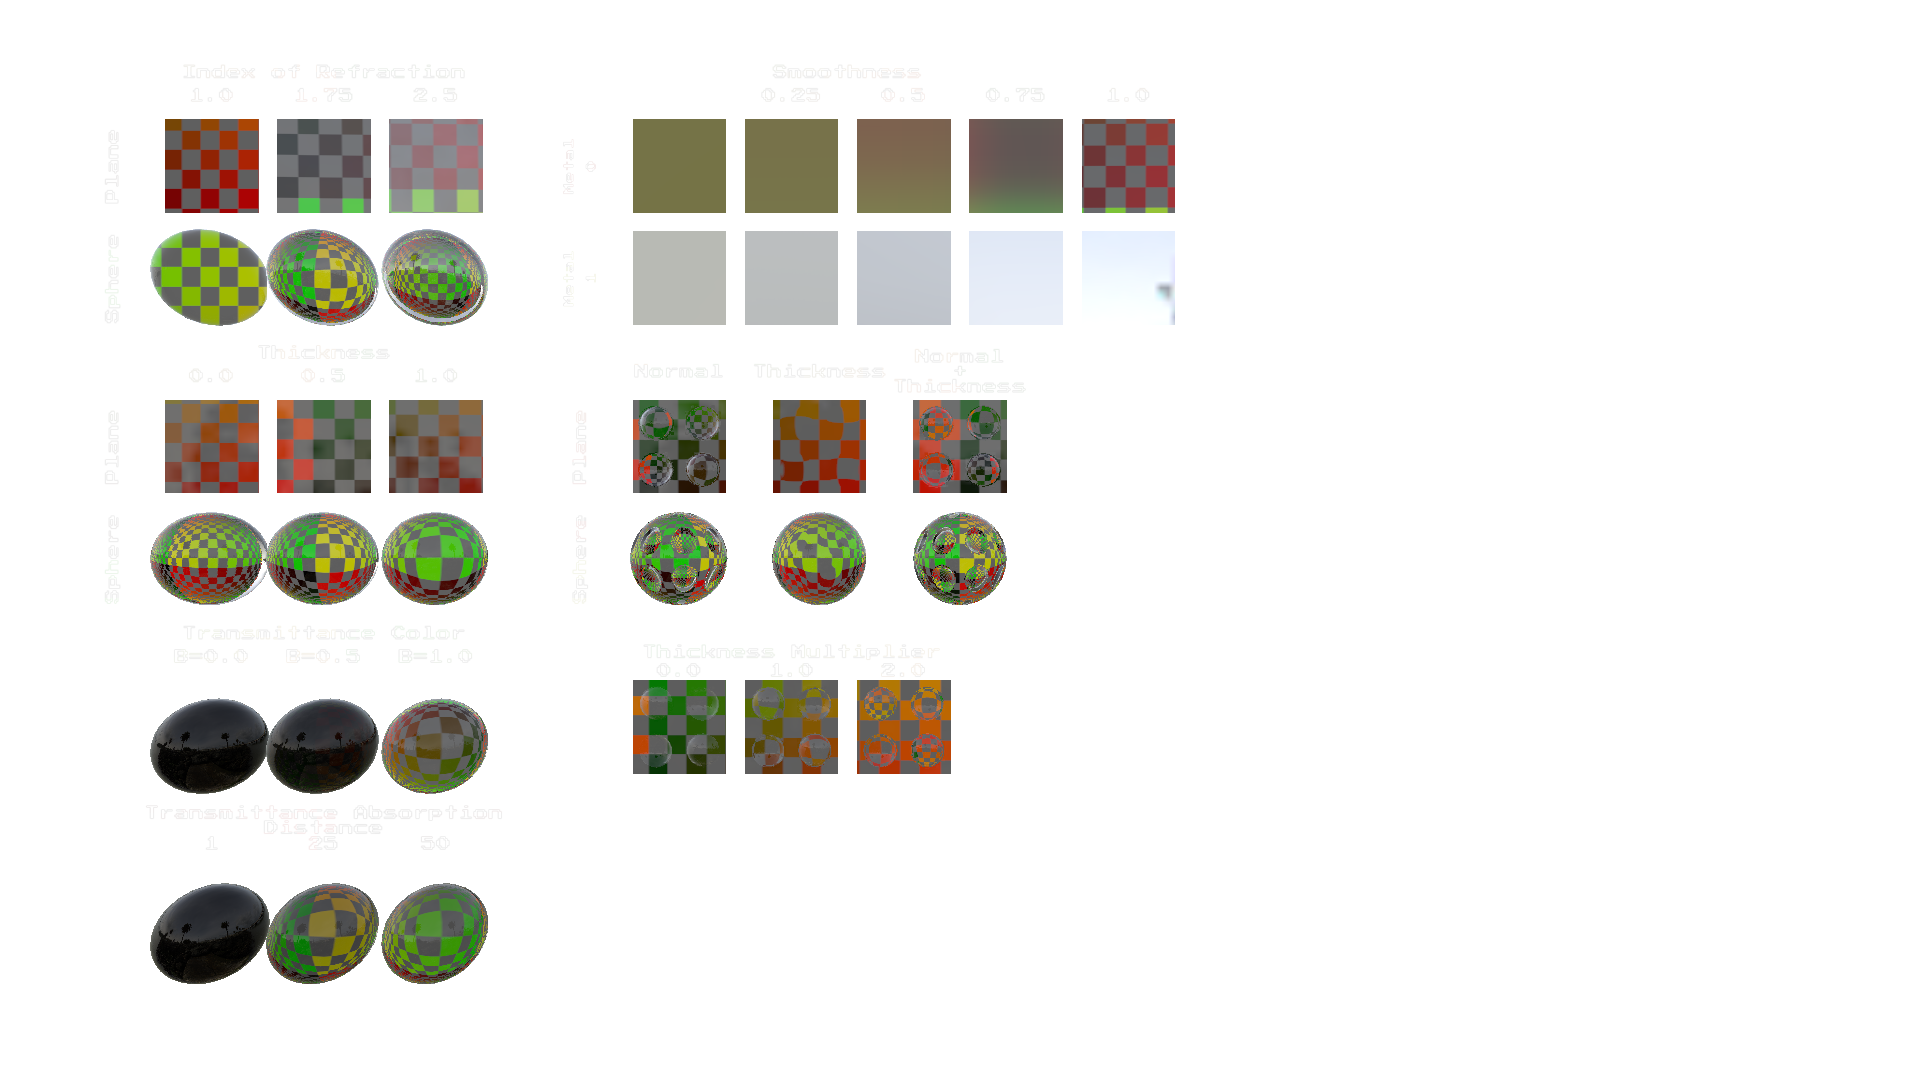 Index of Refraction
1.0 1.75 2.5
Plane
Sphere
Thickness
0.0 0.5 1.0
Plane
Sphere
Transmittance Color
B=0.0 B=0.5 B=1.0
Transmittance Absorption
Distance
1 25 50
Smoothness
0.25 0.5 0.75 1.0
Metal
0
Metal
1
Normal Thickness Normal
+
Thickness
Plane
Sphere
Thickness Multiplier
0.0 1.0 2.0